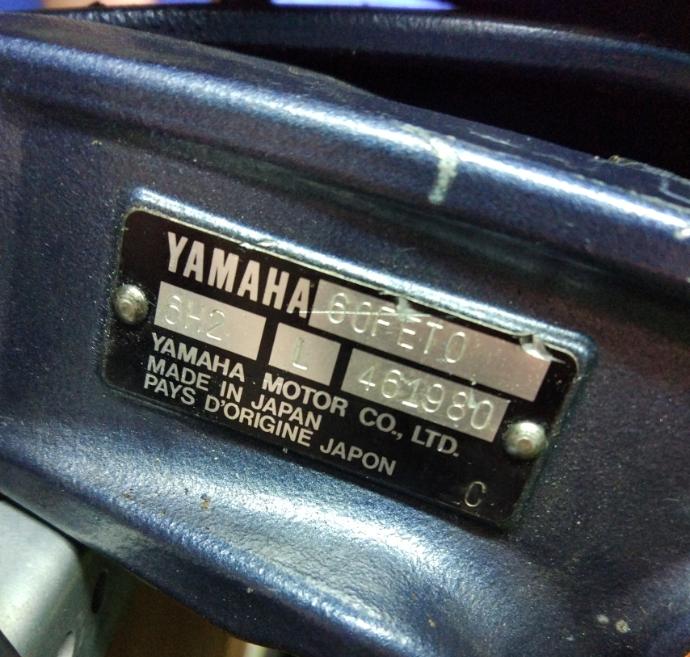 YAMAHA 60FETO
6H2 L 461980
YAMAHA MOTOR CO., LTD.
MADE IN JAPAN
PAYS D'ORIGINE JAPON
C